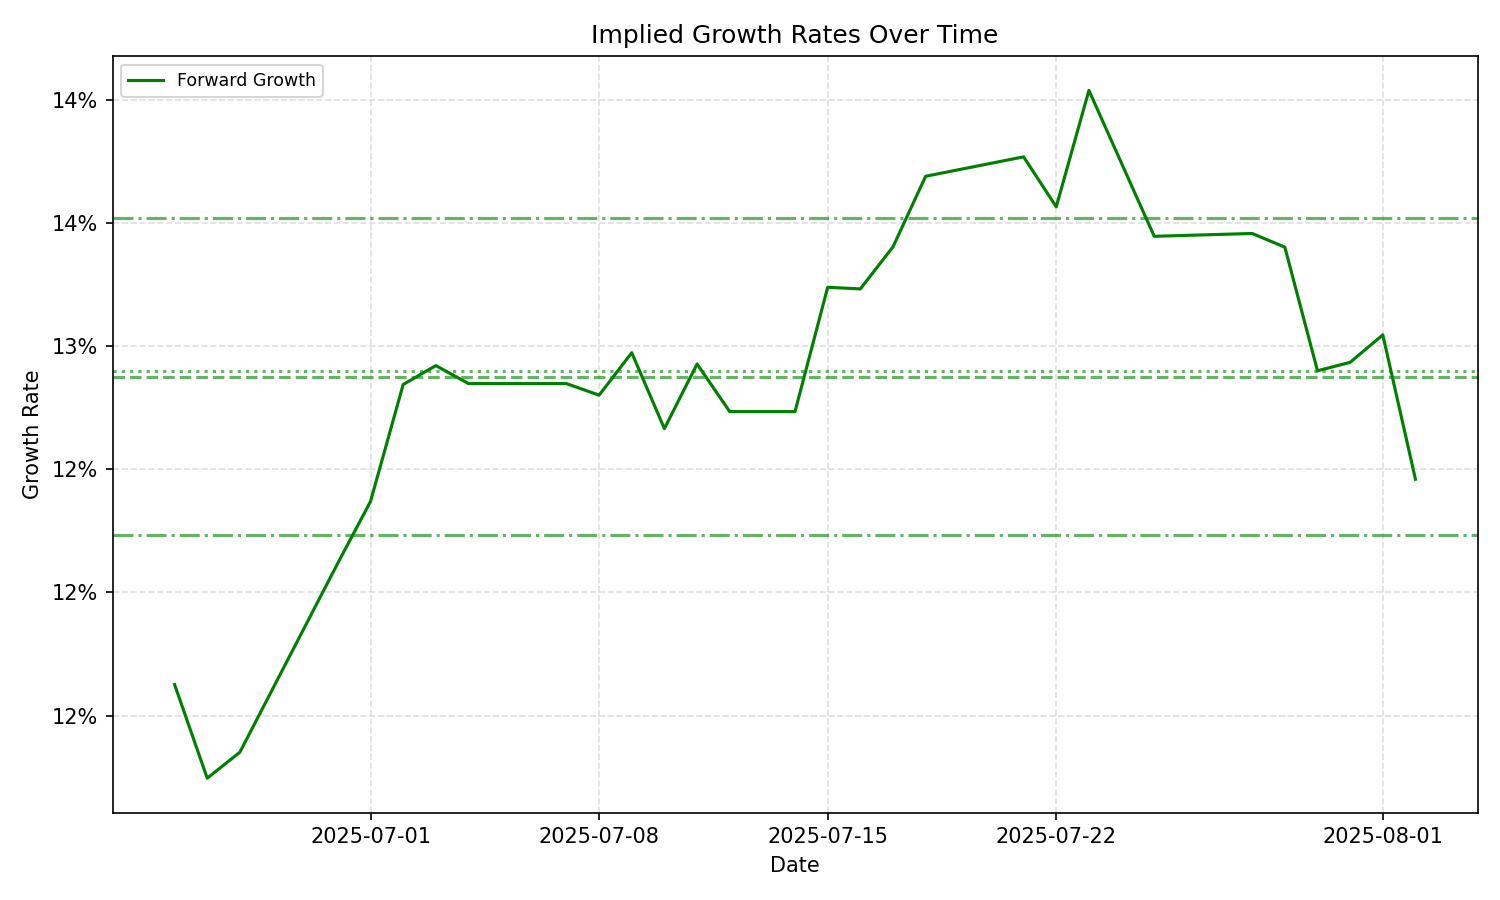 Implied Growth Rates Over Time
Forward Growth
14%
14%
13%
12%
12%
12%
Growth Rate
2025-07-01
2025-07-08
2025-07-15
2025-07-22
2025-08-01
Date